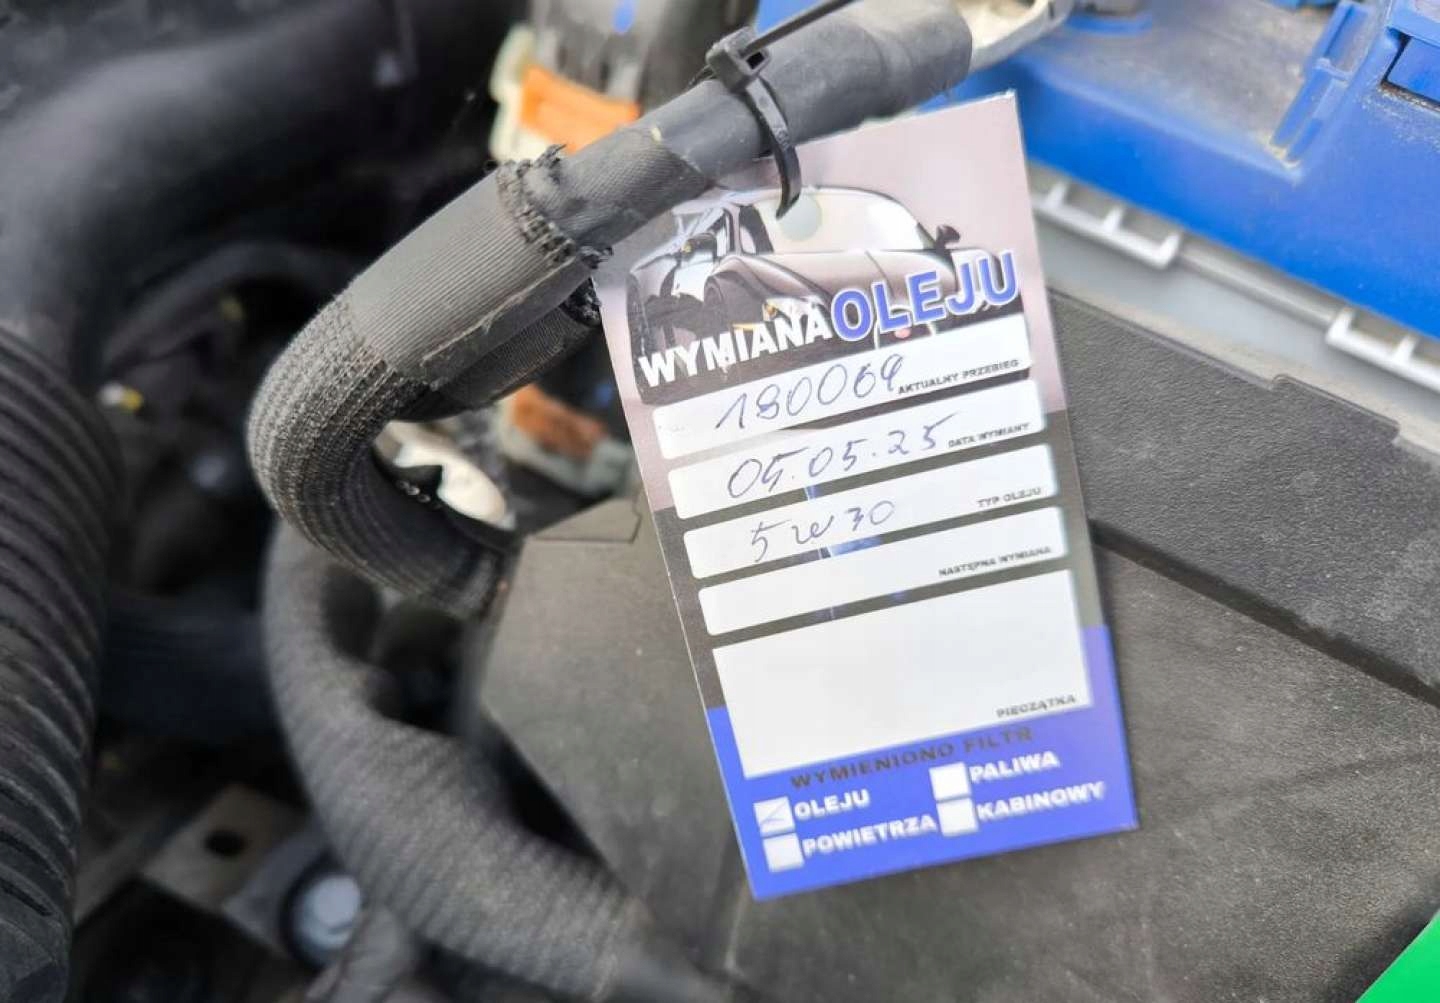 WYMIANA OLEJU
190064 AKTUALNY PRZEBIEG
05.05.25 DATA WYMIANY
5w30 TYP OLEJU
NASTĘPNA WYMIANA
PIECZĄTKA
WYMIENIONO FILTR
OLEJU PALIWA
POWIETRZA KABINOWY